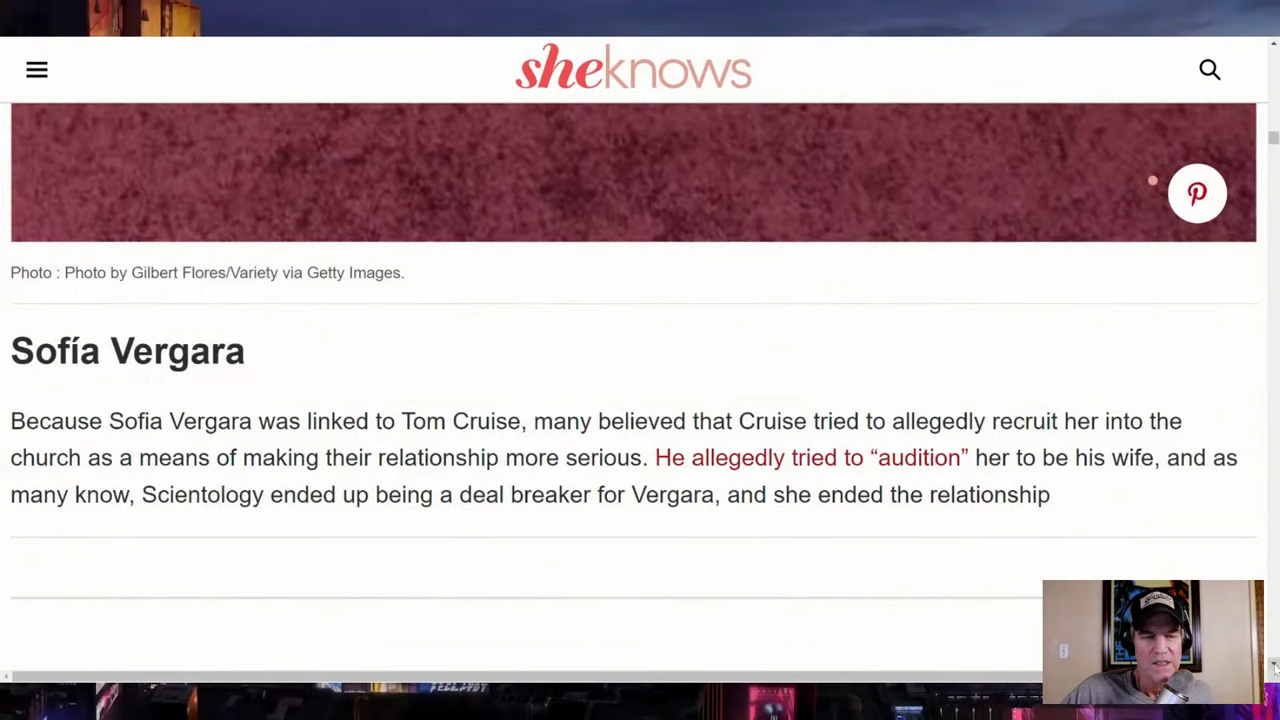 sheknows
Photo : Photo by Gilbert Flores/Variety via Getty Images.
Sofía Vergara
Because Sofia Vergara was linked to Tom Cruise, many believed that Cruise tried to allegedly recruit her into the
church as a means of making their relationship more serious. He allegedly tried to “audition” her to be his wife, and as
many know, Scientology ended up being a deal breaker for Vergara, and she ended the relationship